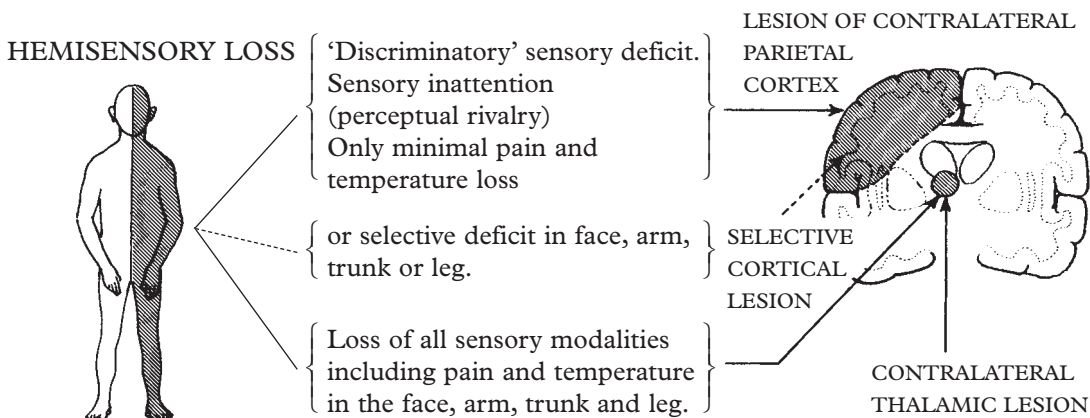 HEMISENSORY LOSS
‘Discriminatory’ sensory deficit.
Sensory inattention
(perceptual rivalry)
Only minimal pain and
temperature loss
or selective deficit in face, arm,
trunk or leg.
Loss of all sensory modalities
including pain and temperature
in the face, arm, trunk and leg.
LESION OF CONTRALATERAL
PARIETAL
CORTEX
SELECTIVE
CORTICAL
LESION
CONTRALATERAL
THALAMIC LESION